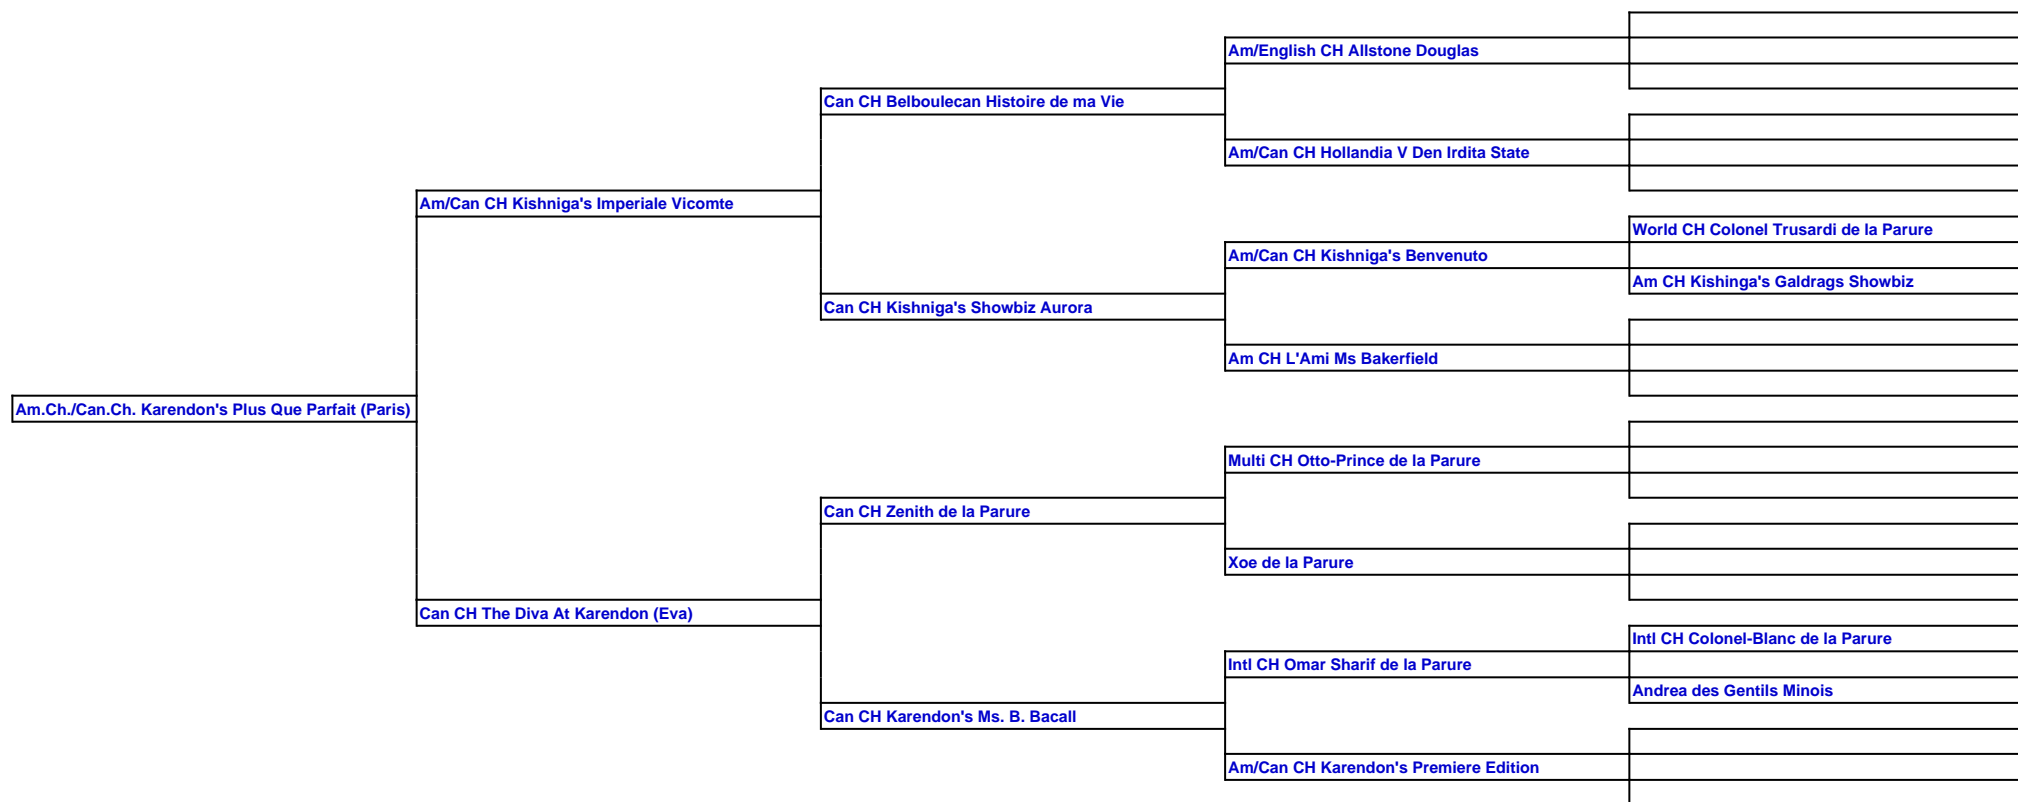 Am/English CH Allstone Douglas
Can CH Belboulecan Histoire de ma Vie
Am/Can CH Hollandia V Den Irdita State
Am/Can CH Kishniga's Imperiale Vicomte
World CH Colonel Trusardi de la Parure
Am/Can CH Kishniga's Benvenuto
Am CH Kishinga's Galdrags Showbiz
Can CH Kishniga's Showbiz Aurora
Am CH L'Ami Ms Bakerfield
Am.Ch./Can.Ch. Karendon's Plus Que Parfait (Paris)
Multi CH Otto-Prince de la Parure
Can CH Zenith de la Parure
Xoe de la Parure
Can CH The Diva At Karendon (Eva)
Intl CH Colonel-Blanc de la Parure
Intl CH Omar Sharif de la Parure
Andrea des Gentils Minois
Can CH Karendon's Ms. B. Bacall
Am/Can CH Karendon's Premiere Edition